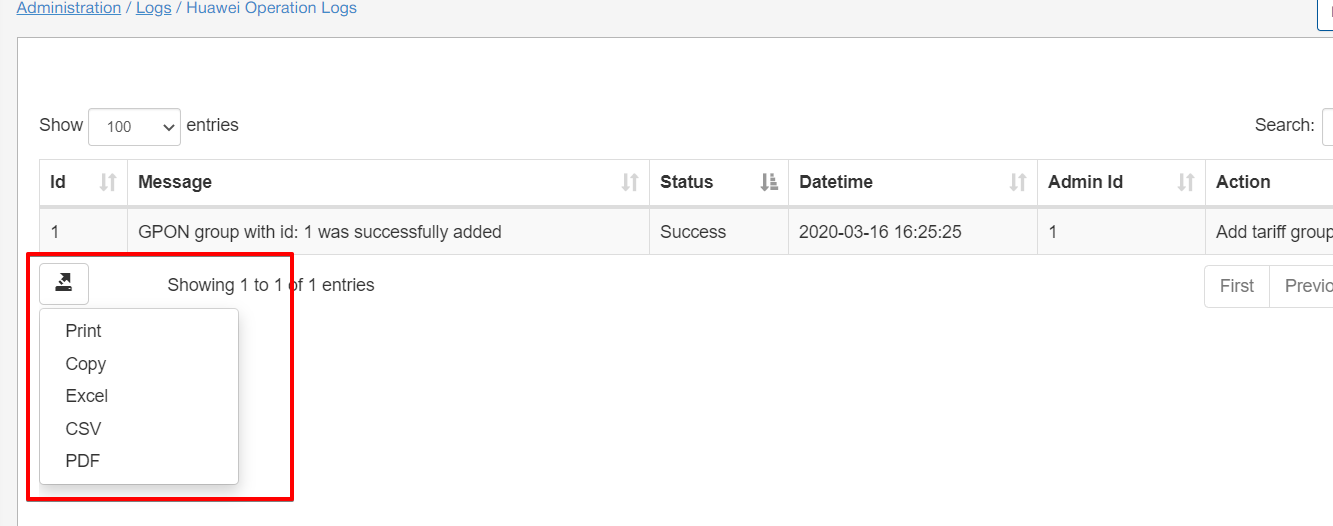 Administration / Logs / Huawei Operation Logs
Show 100 entries Search:
Id Message Status Datetime Admin Id Action
1 GPON group with id: 1 was successfully added Success 2020-03-16 16:25:25 1 Add tariff group
Showing 1 to 1 of 1 entries First Previo
Print
Copy
Excel
CSV
PDF